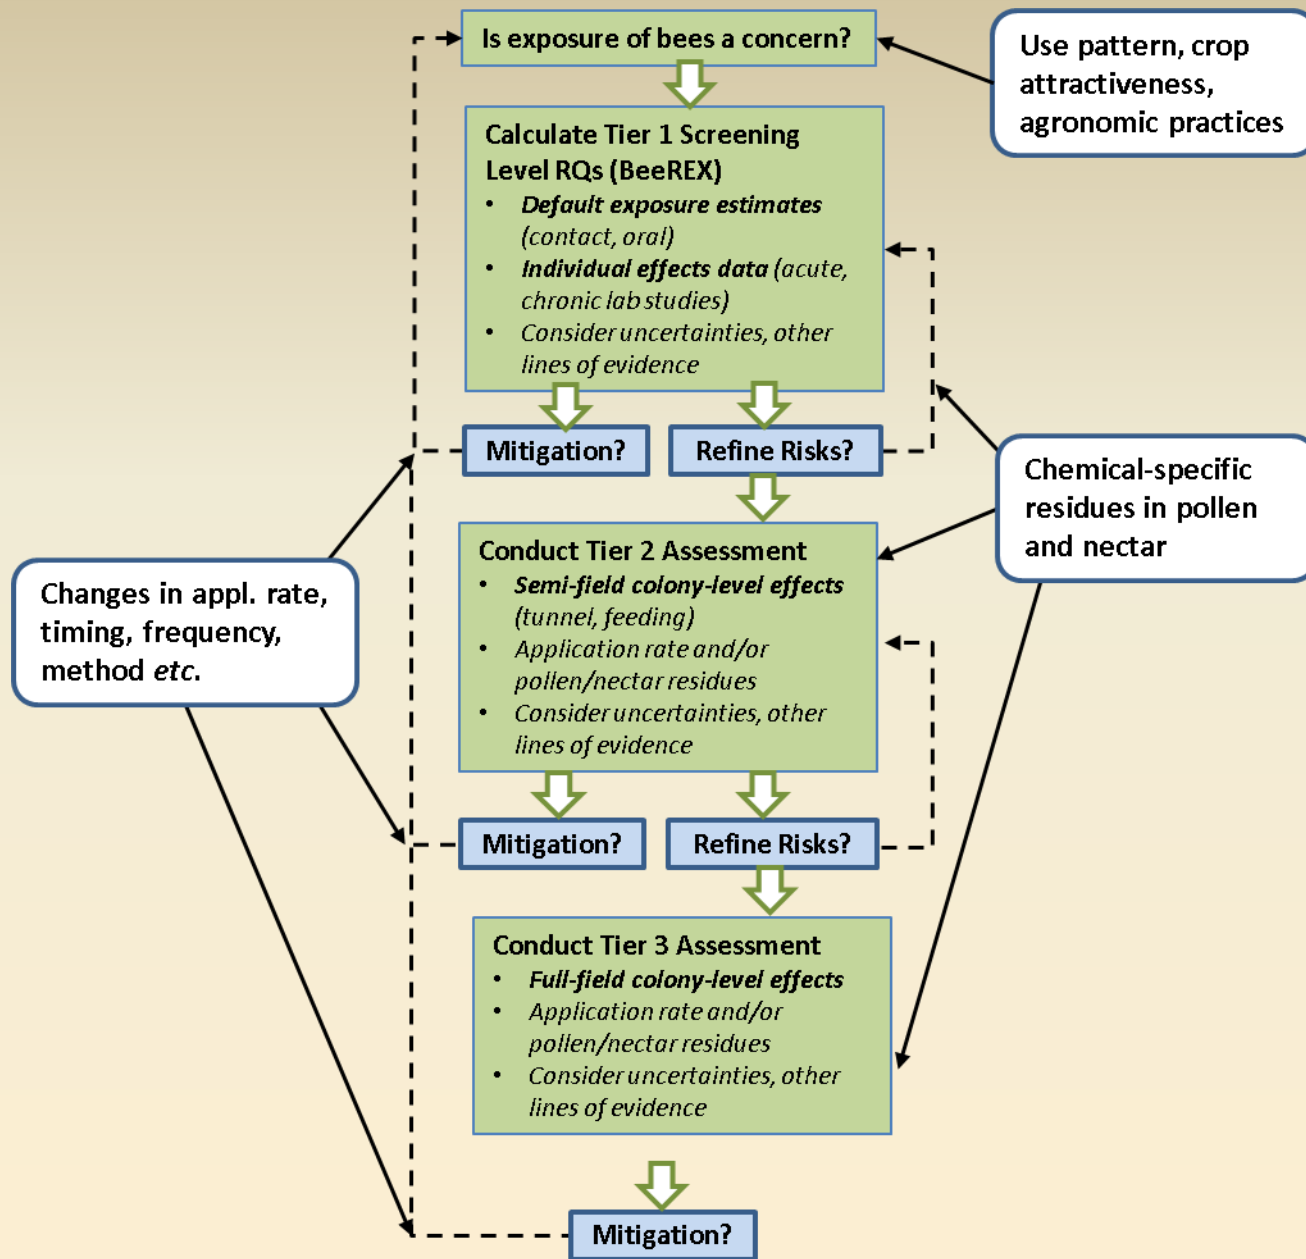 Is exposure of bees a concern?
Use pattern, crop
attractiveness,
agronomic practices
Calculate Tier 1 Screening
Level RQs (BeeREX)
• Default exposure estimates
(contact, oral)
• Individual effects data (acute,
chronic lab studies)
• Consider uncertainties, other
lines of evidence
Mitigation?
Refine Risks?
Chemical-specific
residues in pollen
and nectar
Conduct Tier 2 Assessment
• Semi-field colony-level effects
(tunnel, feeding)
• Application rate and/or
pollen/nectar residues
• Consider uncertainties, other
lines of evidence
Changes in appl. rate,
timing, frequency,
method etc.
Mitigation?
Refine Risks?
Conduct Tier 3 Assessment
• Full-field colony-level effects
• Application rate and/or
pollen/nectar residues
• Consider uncertainties, other
lines of evidence
Mitigation?